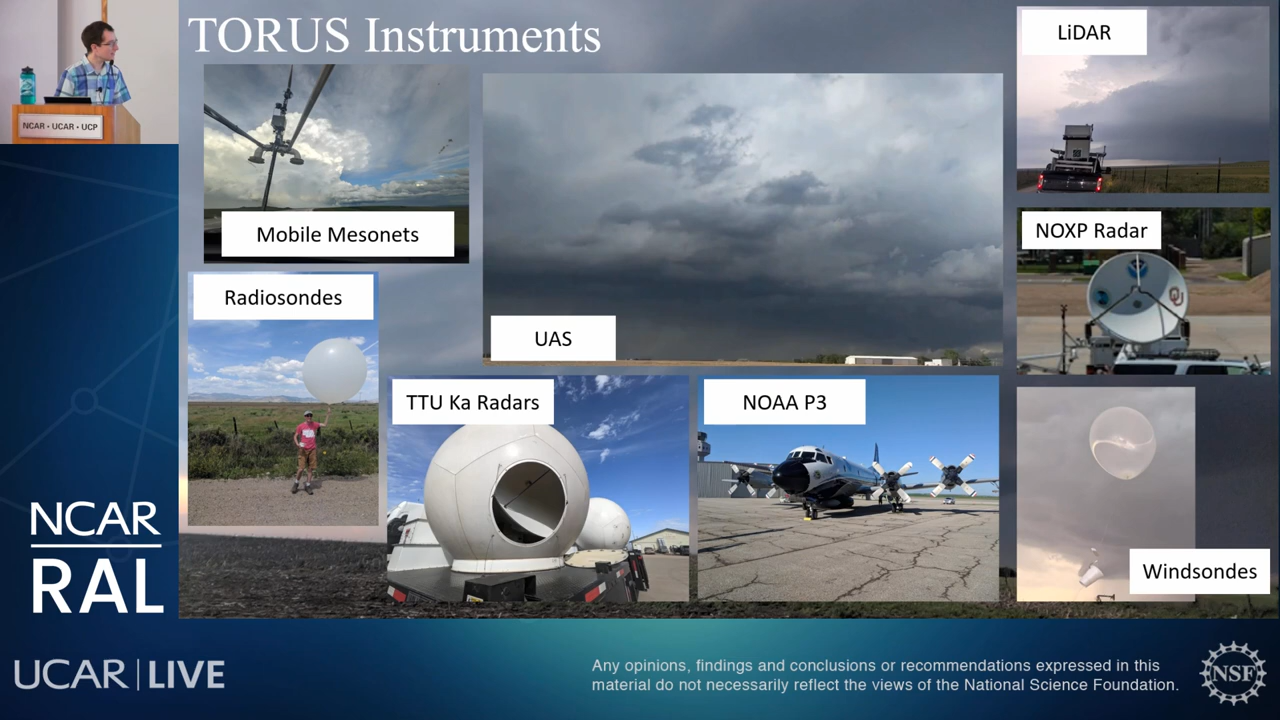 TORUS Instruments
LiDAR
NCAR • UCAR • UCP
Mobile Mesonets
NOXP Radar
Radiosondes
UAS
TTU Ka Radars
NOAA P3
Windsondes
NCAR
RAL
UCAR | LIVE
Any opinions, findings and conclusions or recommendations expressed in this
material do not necessarily reflect the views of the National Science Foundation.
NSF